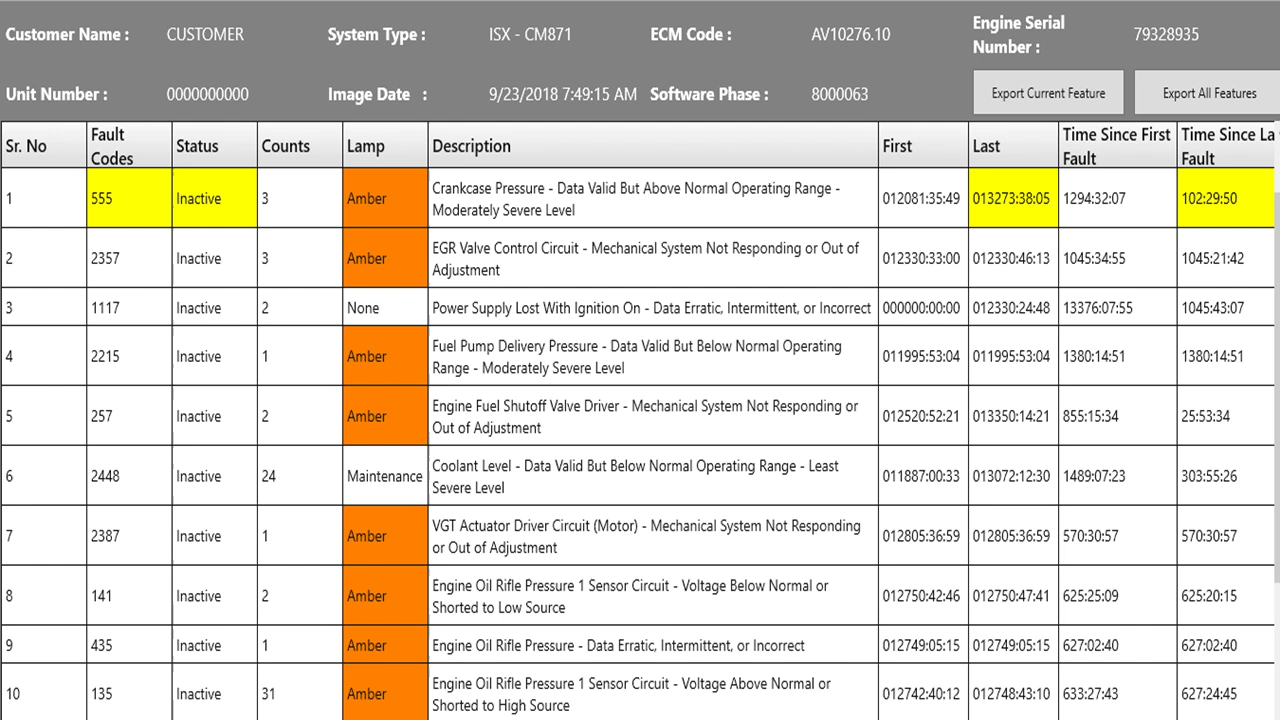 Customer Name : CUSTOMER System Type : ISX - CM871 ECM Code : AV10276.10 Engine Serial Number : 79328935
Unit Number : 0000000000 Image Date : 9/23/2018 7:49:15 AM Software Phase : 8000063 Export Current Feature Export All Features
Sr. No Fault Codes Status Counts Lamp Description First Last Time Since First Fault Time Since La Fault
1 555 Inactive 3 Amber Crankcase Pressure - Data Valid But Above Normal Operating Range - Moderately Severe Level 012081:35:49 013273:38:05 1294:32:07 102:29:50
2 2357 Inactive 3 Amber EGR Valve Control Circuit - Mechanical System Not Responding or Out of Adjustment 012330:33:00 012330:46:13 1045:34:55 1045:21:42
3 1117 Inactive 2 None Power Supply Lost With Ignition On - Data Erratic, Intermittent, or Incorrect 000000:00:00 012330:24:48 13376:07:55 1045:43:07
4 2215 Inactive 1 Amber Fuel Pump Delivery Pressure - Data Valid But Below Normal Operating Range - Moderately Severe Level 011995:53:04 011995:53:04 1380:14:51 1380:14:51
5 257 Inactive 2 Amber Engine Fuel Shutoff Valve Driver - Mechanical System Not Responding or Out of Adjustment 012520:52:21 013350:14:21 855:15:34 25:53:34
6 2448 Inactive 24 Maintenance Coolant Level - Data Valid But Below Normal Operating Range - Least Severe Level 011887:00:33 013072:12:30 1489:07:23 303:55:26
7 2387 Inactive 1 Amber VGT Actuator Driver Circuit (Motor) - Mechanical System Not Responding or Out of Adjustment 012805:36:59 012805:36:59 570:30:57 570:30:57
8 141 Inactive 2 Amber Engine Oil Rifle Pressure 1 Sensor Circuit - Voltage Below Normal or Shorted to Low Source 012750:42:46 012750:47:41 625:25:09 625:20:15
9 435 Inactive 1 Amber Engine Oil Rifle Pressure - Data Erratic, Intermittent, or Incorrect 012749:05:15 012749:05:15 627:02:40 627:02:40
10 135 Inactive 31 Amber Engine Oil Rifle Pressure 1 Sensor Circuit - Voltage Above Normal or Shorted to High Source 012742:40:12 012748:43:10 633:27:43 627:24:45